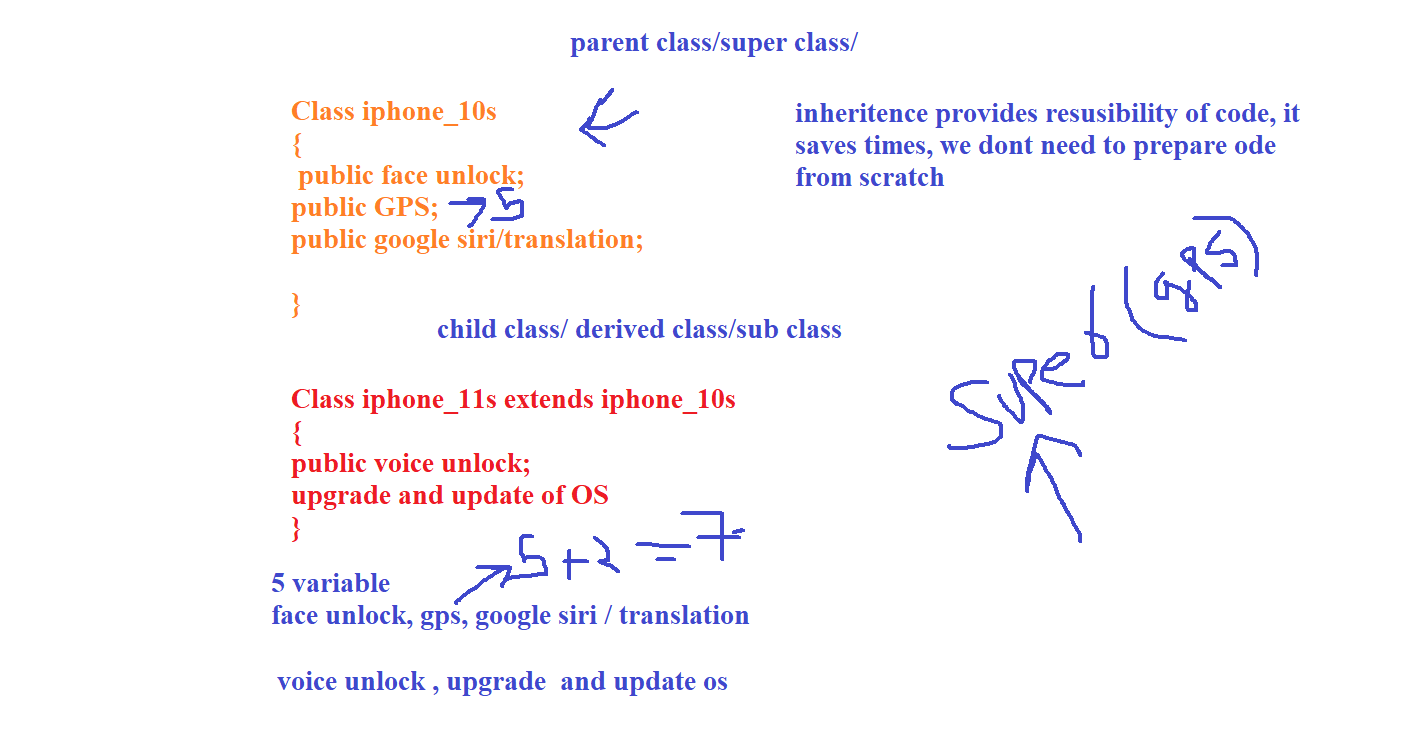 parent class/super class/
Class iphone_10s
{
public face unlock;
public GPS; 5
public google siri/translation;
}
inheritence provides resusibility of code, it
saves times, we dont need to prepare ode
from scratch
child class/ derived class/sub class
Class iphone_11s extends iphone_10s
{
public voice unlock;
upgrade and update of OS
}
5+2=7
5 variable
face unlock, gps, google siri / translation
voice unlock , upgrade and update os
(gps)